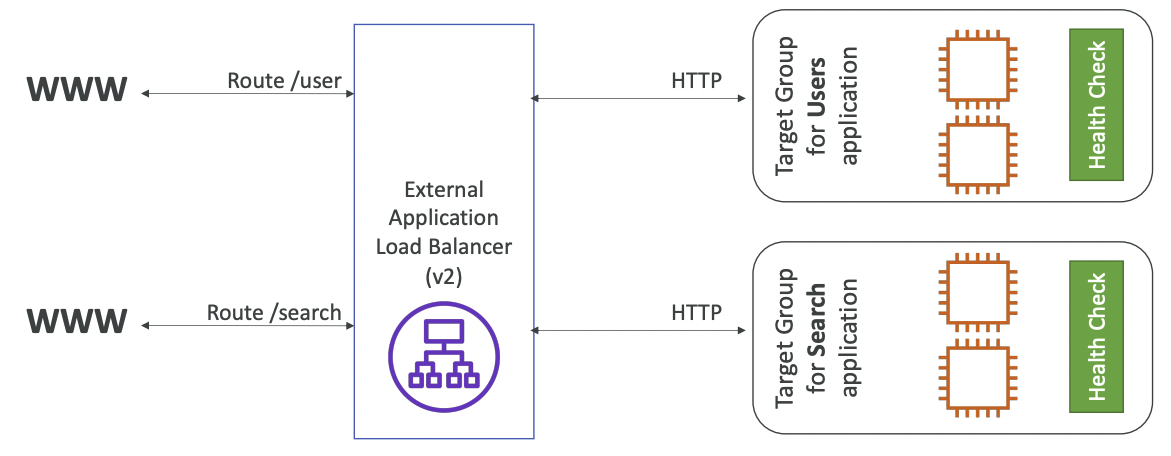 WWW
Route /user
HTTP
Target Group
for Users
application
Health Check
External
Application
Load Balancer
(v2)
WWW
Route /search
HTTP
Target Group
for Search
application
Health Check